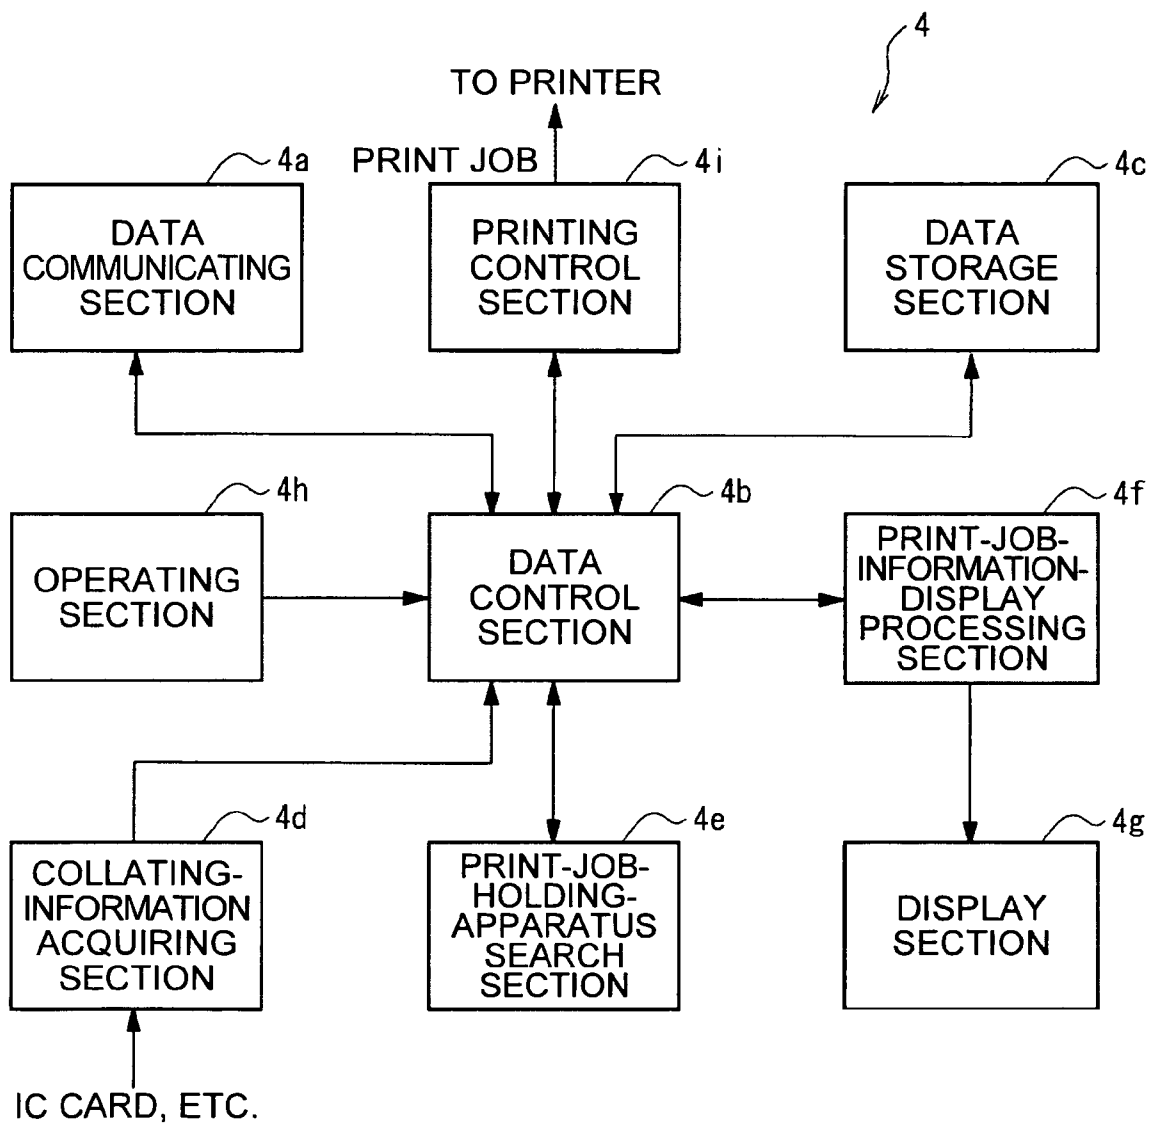 4
TO PRINTER
PRINT JOB
4a
DATA
COMMUNICATING
SECTION
4i
PRINTING
CONTROL
SECTION
4c
DATA
STORAGE
SECTION
4h
OPERATING
SECTION
4b
DATA
CONTROL
SECTION
4f
PRINT-JOB-
INFORMATION-
DISPLAY
PROCESSING
SECTION
4d
COLLATING-
INFORMATION
ACQUIRING
SECTION
4e
PRINT-JOB-
HOLDING-
APPARATUS
SEARCH
SECTION
4g
DISPLAY
SECTION
IC CARD, ETC.